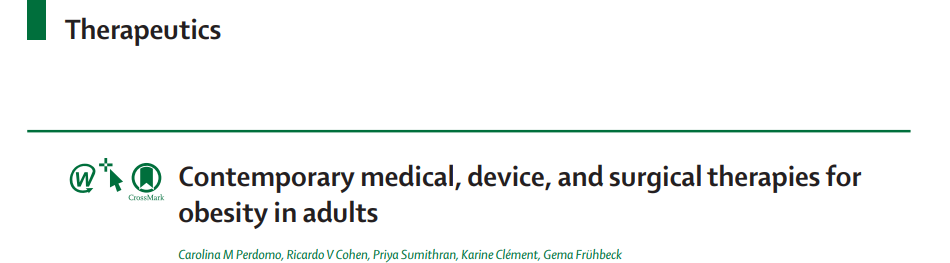 Therapeutics
W
CrossMark
Contemporary medical, device, and surgical therapies for
obesity in adults
Carolina M Perdomo, Ricardo V Cohen, Priya Sumithran, Karine Clément, Gema Frühbeck